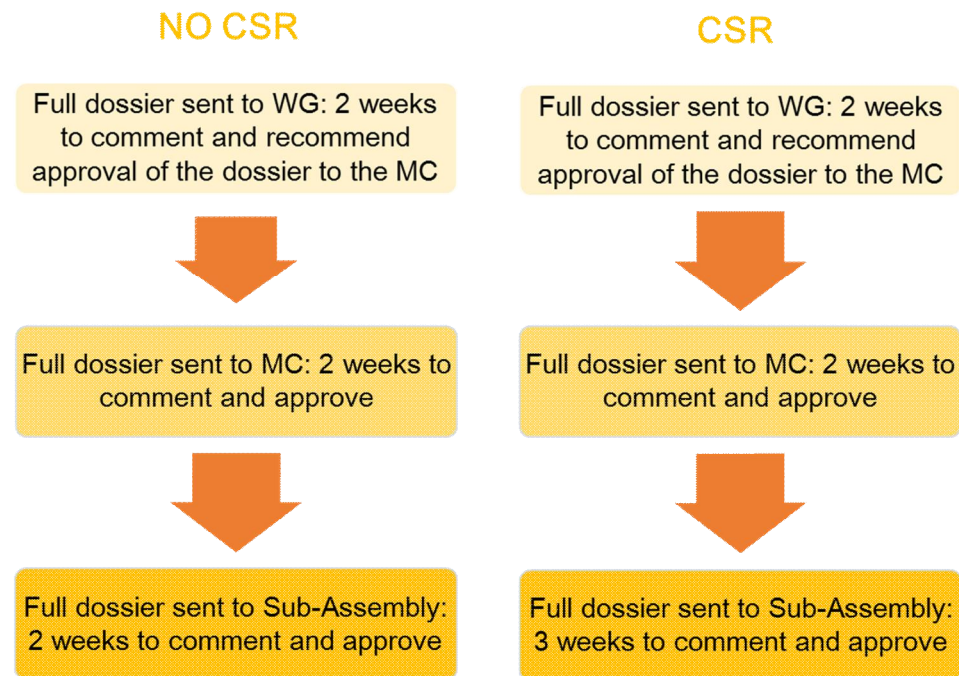 NO CSR
Full dossier sent to WG: 2 weeks
to comment and recommend
approval of the dossier to the MC
Full dossier sent to MC: 2 weeks to
comment and approve
Full dossier sent to Sub-Assembly:
2 weeks to comment and approve
CSR
Full dossier sent to WG: 2 weeks
to comment and recommend
approval of the dossier to the MC
Full dossier sent to MC: 2 weeks to
comment and approve
Full dossier sent to Sub-Assembly:
3 weeks to comment and approve